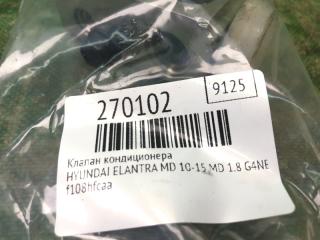 270102
9125
Клапан кондиционера
HYUNDAI ELANTRA MD 10-15 MD 1.8 G4NE
f108hfcaa